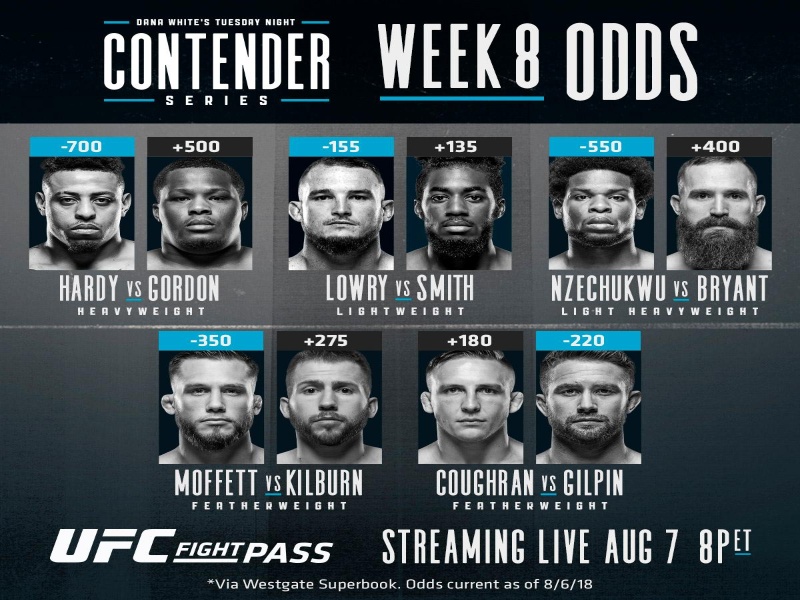 DANA WHITE'S TUESDAY NIGHT
CONTENDER
SERIES
WEEK 8 ODDS
-700 +500 -155 +135 -550 +400
HARDY VS GORDON LOWRY VS SMITH NZECHUKWU VS BRYANT
HEAVYWEIGHT LIGHTWEIGHT LIGHT HEAVYWEIGHT
-350 +275 +180 -220
MOFFETT VS KILBURN COUGHRAN VS GILPIN
FEATHERWEIGHT FEATHERWEIGHT
UFC FIGHT PASS STREAMING LIVE AUG 7 8PET
*Via Westgate Superbook. Odds current as of 8/6/18